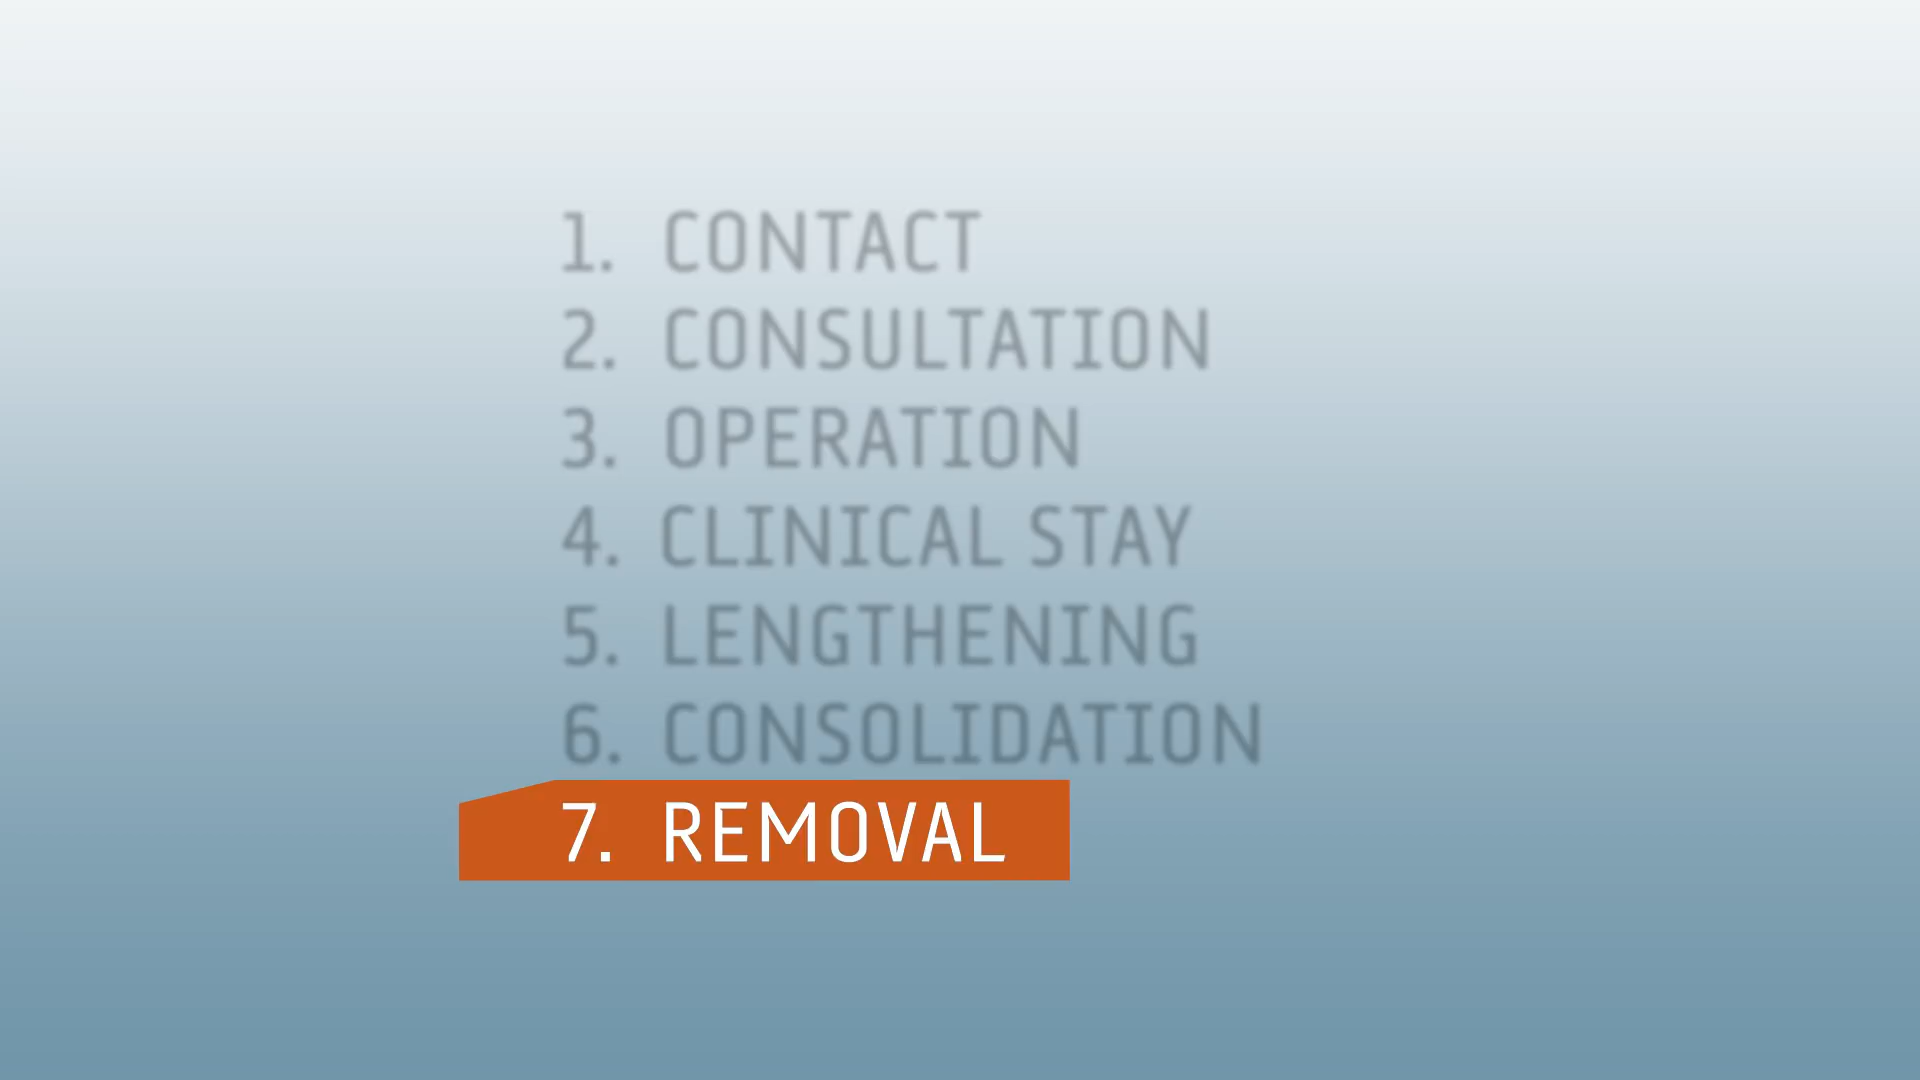 1. CONTACT
2. CONSULTATION
3. OPERATION
4. CLINICAL STAY
5. LENGTHENING
6. CONSOLIDATION
7. REMOVAL